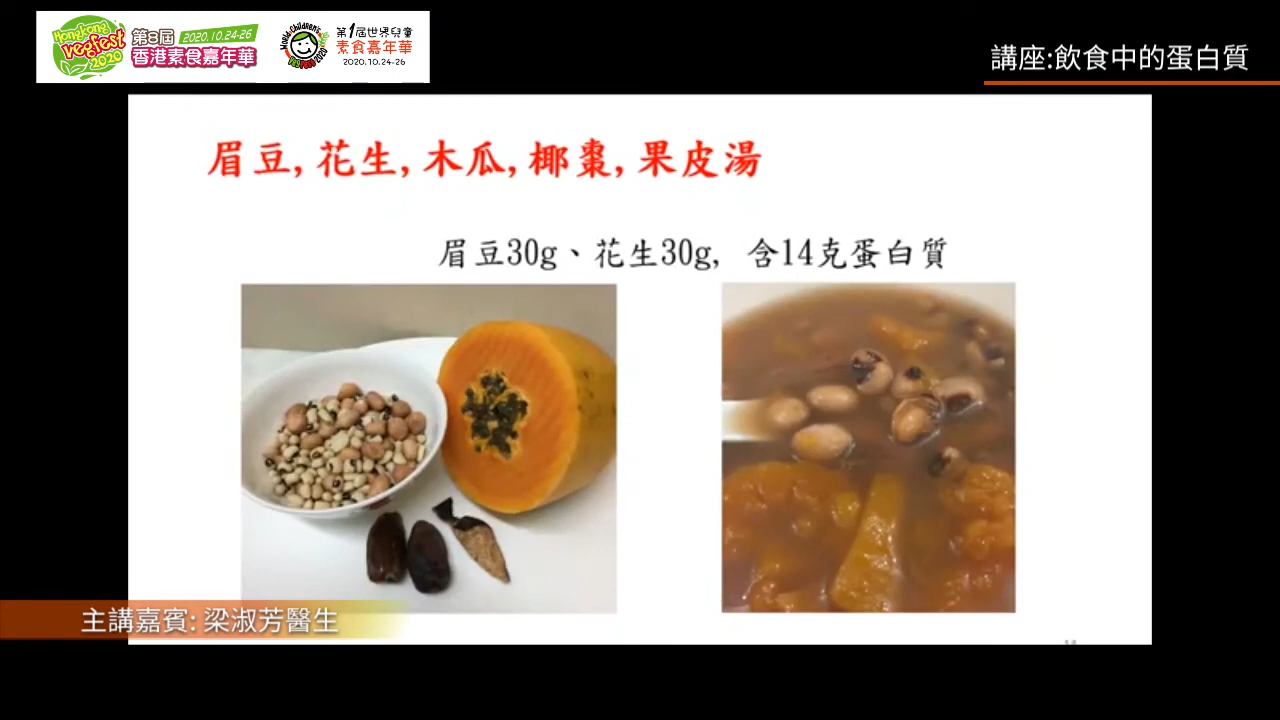 Hongkong
Vegfest
2020
第8屆
2020.10.24-26
香港素食嘉年華
第1屆世界兒童
素食嘉年華
2020.10.24-26
講座:飲食中的蛋白質
眉豆, 花生, 木瓜, 椰棗, 果皮湯
眉豆30g、花生30g, 含14克蛋白質
主講嘉賓: 梁淑芳醫生